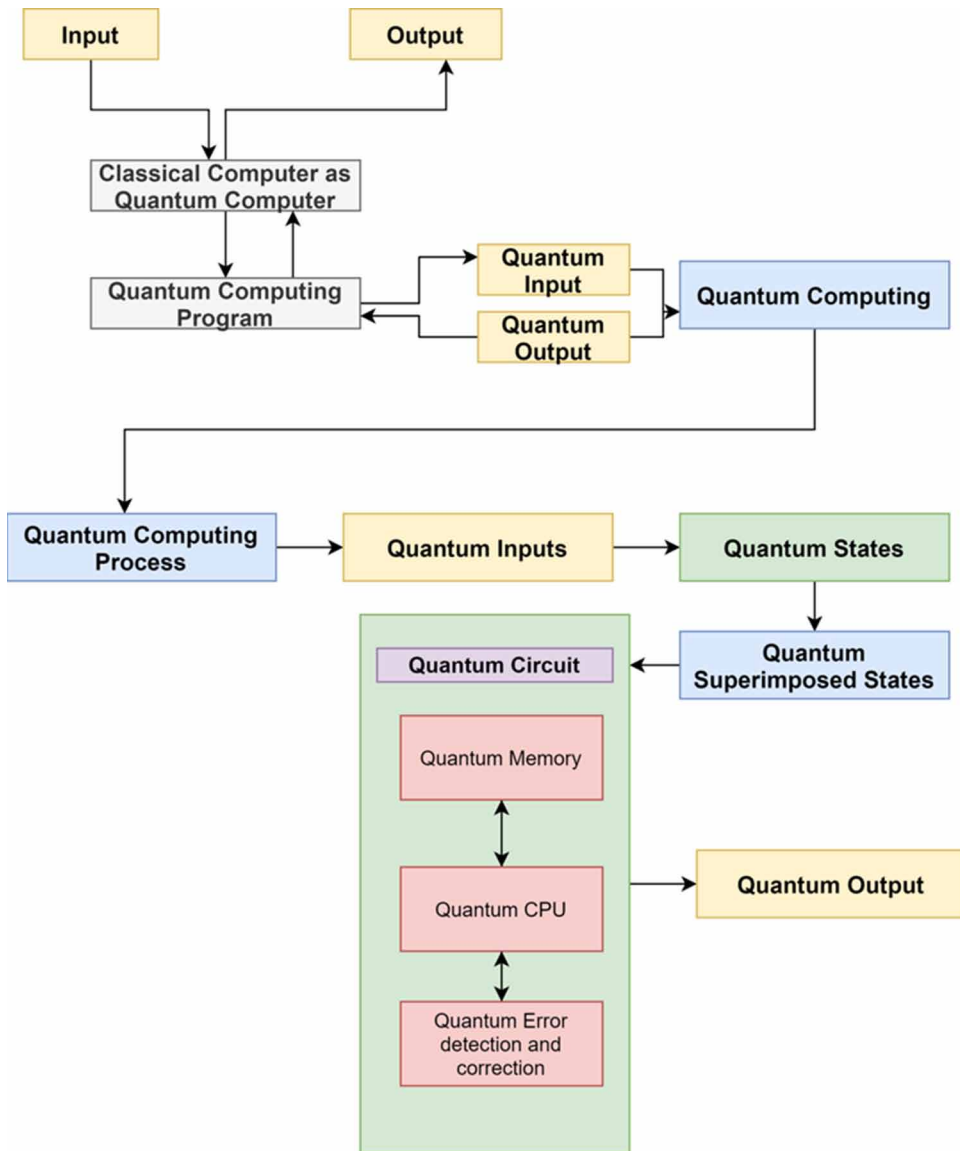 Input
Output
Classical Computer as
Quantum Computer
Quantum Computing
Program
Quantum
Input
Quantum
Output
Quantum Computing
Quantum Computing
Process
Quantum Inputs
Quantum States
Quantum
Superimposed States
Quantum Circuit
Quantum Memory
Quantum CPU
Quantum Output
Quantum Error
detection and
correction